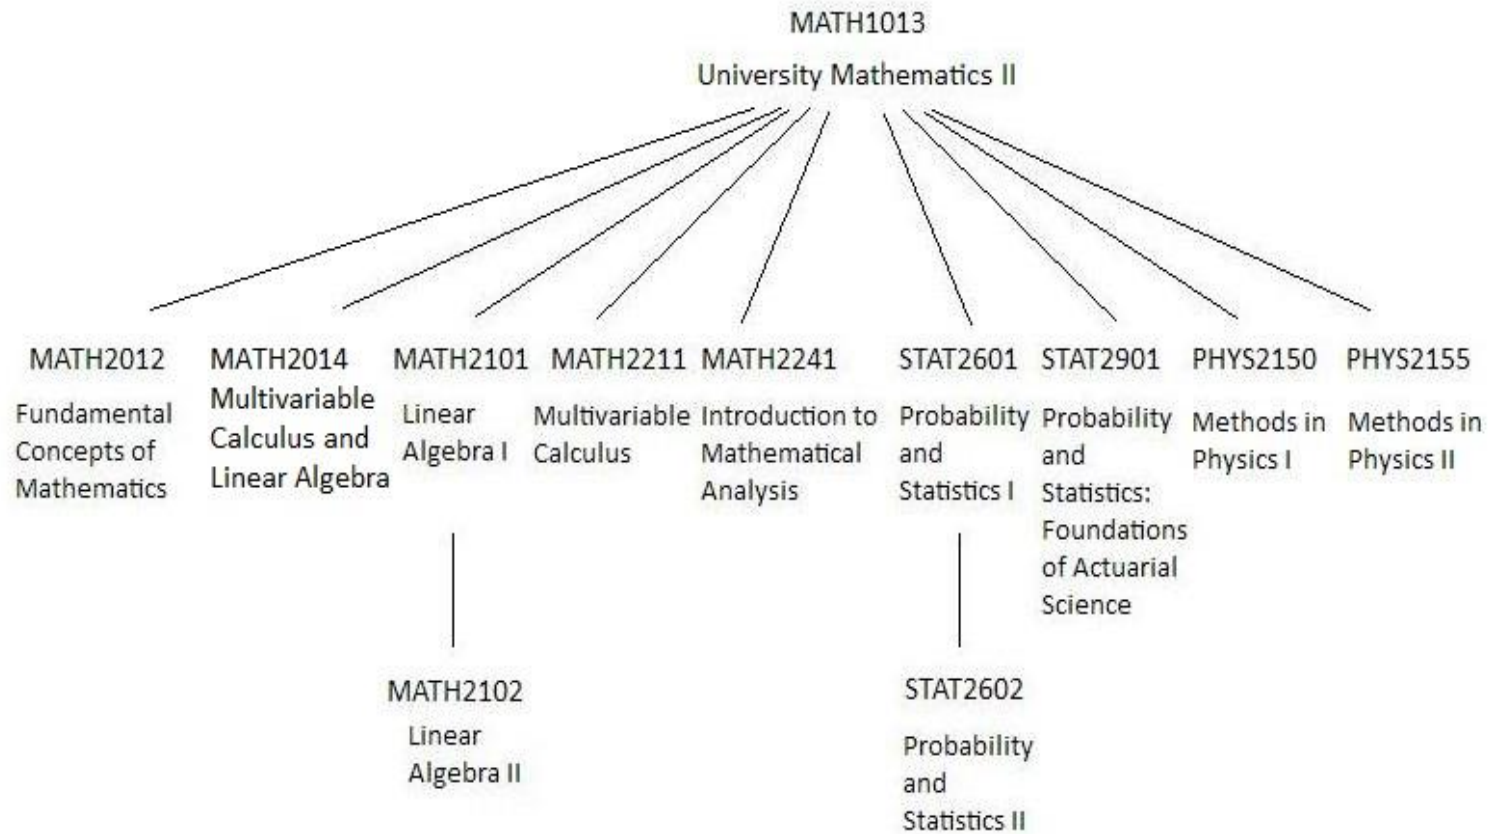 MATH1013
University Mathematics II
MATH2012
Fundamental
Concepts of
Mathematics
MATH2014
Multivariable
Calculus and
Linear Algebra
MATH2101
Linear
Algebra I
MATH2211
Multivariable
Calculus
MATH2241
Introduction to
Mathematical
Analysis
STAT2601
Probability
and
Statistics I
STAT2901
Probability
and
Statistics:
Foundations
of Actuarial
Science
PHYS2150
Methods in
Physics I
PHYS2155
Methods in
Physics II
MATH2102
Linear
Algebra II
STAT2602
Probability
and
Statistics II